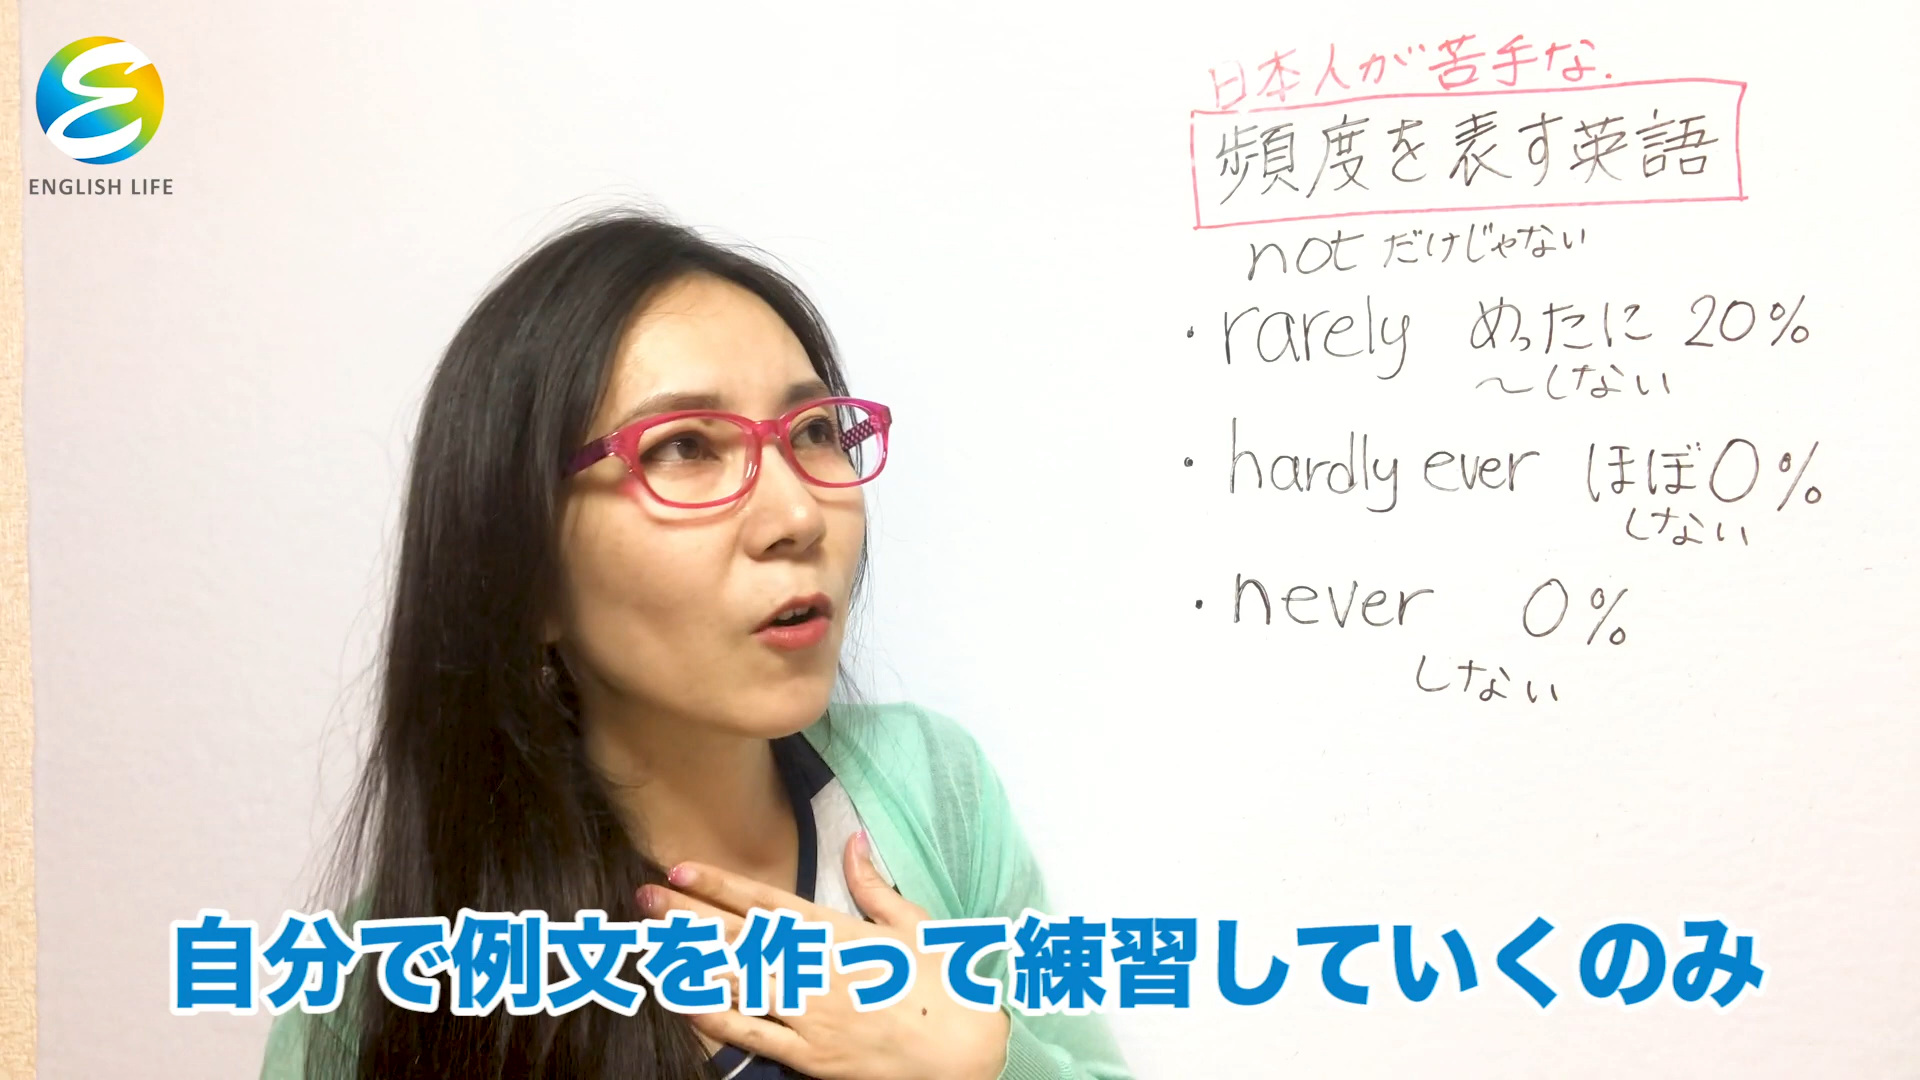 ENGLISH LIFE
日本人が苦手な.
頻度を表す英語
not だけじゃない
・rarely めったに 20%
〜しない
・hardly ever ほぼ0%
しない
・never 0%
しない
自分で例文を作って練習していくのみ